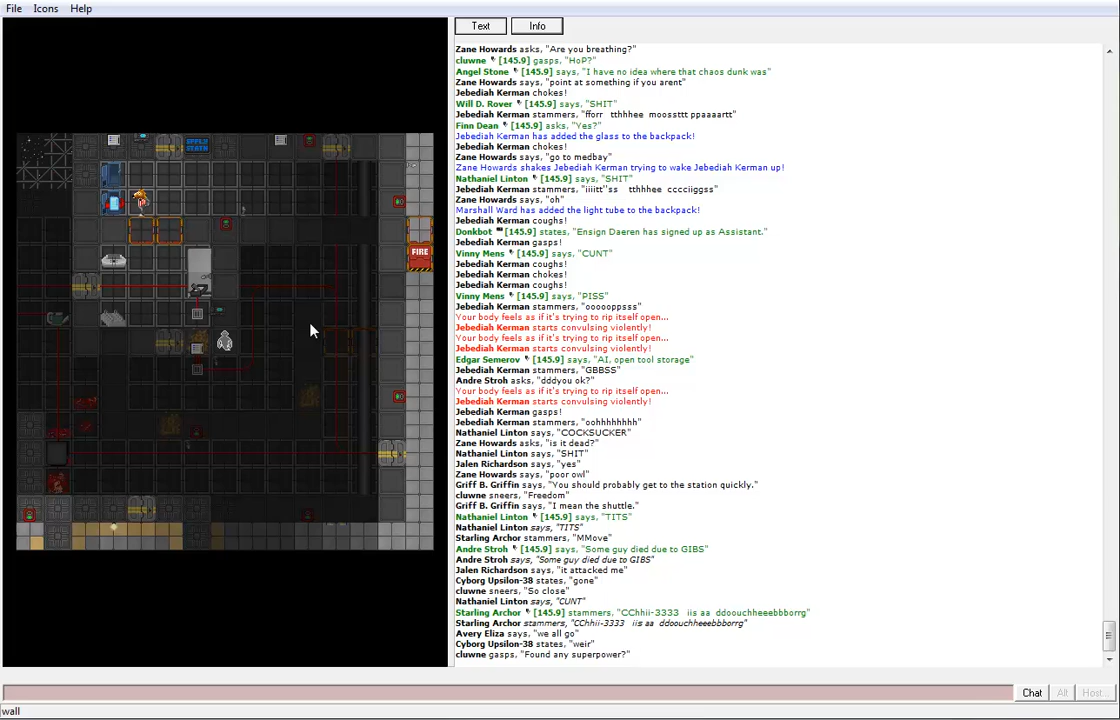 File Icons Help
Text Info
Zane Howards asks, "Are you breathing?"
cluwne [145.9] gasps, "HoP?"
Angel Stone [145.9] says, "I have no idea where that chaos dunk was"
Zane Howards says, "point at something if you arent"
Jebediah Kerman chokes!
Will D. Rover [145.9] says, "SHIT"
Jebediah Kerman stammers, "fforr tthhhee moossttt ppaaaartt"
Finn Dean [145.9] asks, "Yes?"
Jebediah Kerman has added the glass to the backpack!
Jebediah Kerman chokes!
Zane Howards says, "go to medbay"
Zane Howards shakes Jebediah Kerman trying to wake Jebediah Kerman up!
Nathaniel Linton [145.9] says, "SHIT"
Jebediah Kerman stammers, "iiiitt''ss tthhhee cccciiggss"
Zane Howards says, "oh"
Marshall Ward has added the light tube to the backpack!
Jebediah Kerman coughs!
Donkbot [145.9] states, "Ensign Daeren has signed up as Assistant."
Jebediah Kerman gasps!
Vinny Mens [145.9] says, "CUNT"
Jebediah Kerman coughs!
Jebediah Kerman chokes!
Jebediah Kerman coughs!
Vinny Mens [145.9] says, "PISS"
Jebediah Kerman stammers, "oooooppsss"
Your body feels as if it's trying to rip itself open...
Jebediah Kerman starts convulsing violently!
Your body feels as if it's trying to rip itself open...
Jebediah Kerman starts convulsing violently!
Edgar Semerov [145.9] says, "AI, open tool storage"
Jebediah Kerman stammers, "GBBSS"
Andre Stroh asks, "dddyou ok?"
Your body feels as if it's trying to rip itself open...
Jebediah Kerman starts convulsing violently!
Jebediah Kerman gasps!
Jebediah Kerman stammers, "oohhhhhhhh"
Nathaniel Linton says, "COCKSUCKER"
Zane Howards asks, "is it dead?"
Nathaniel Linton says, "SHIT"
Jalen Richardson says, "yes"
Zane Howards says, "poor owl"
Griff B. Griffin says, "You should probably get to the station quickly."
cluwne sneers, "Freedom"
Griff B. Griffin says, "I mean the shuttle."
Nathaniel Linton [145.9] says, "TITS"
Nathaniel Linton says, "TITS"
Starling Archor stammers, "MMove"
Andre Stroh [145.9] says, "Some guy died due to GIBS"
Andre Stroh says, "Some guy died due to GIBS"
Jalen Richardson says, "it attacked me"
Cyborg Upsilon-38 states, "gone"
cluwne sneers, "So close"
Nathaniel Linton says, "CUNT"
Starling Archor [145.9] stammers, "CChhii-3333 iis aa ddoouchheeebbborrg"
Starling Archor stammers, "CChhii-3333 iis aa ddoouchheeebbborrg"
Avery Eliza says, "we all go"
Cyborg Upsilon-38 states, "weir"
cluwne gasps, "Found any superpower?"
FIRE
Chat Alt Host...
wall